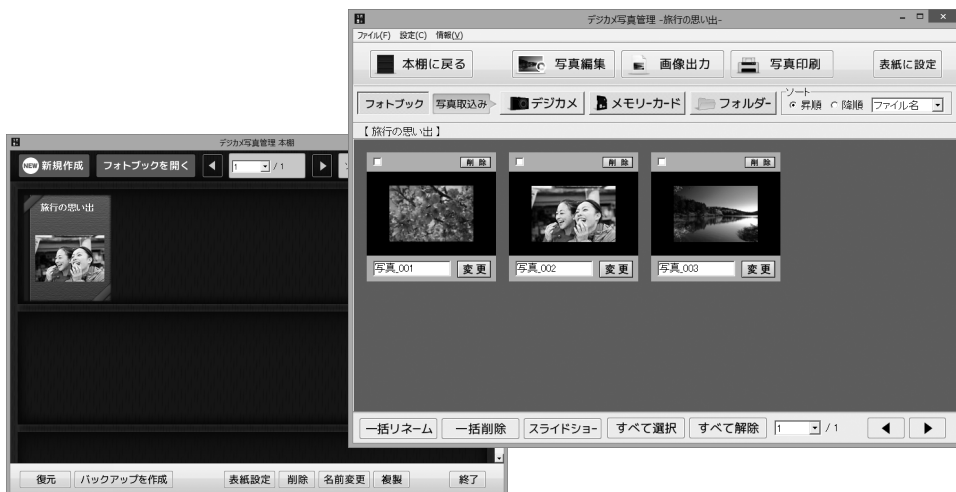 デジカメ写真管理 -旅行の思い出-
ファイル(F) 設定(C) 情報(V)
本棚に戻る 写真編集 画像出力 写真印刷 表紙に設定
フォトブック 写真取込み デジカメ メモリーカード フォルダー ソート 昇順 降順 ファイル名
【 旅行の思い出 】
削除 削除 削除
写真_001 変更 写真_002 変更 写真_003 変更
一括リネーム 一括削除 スライドショー すべて選択 すべて解除 1 / 1
デジカメ写真管理 本棚
NEW 新規作成 フォトブックを開く 1 / 1
旅行の思い出
復元 バックアップを作成 表紙設定 削除 名前変更 複製 終了